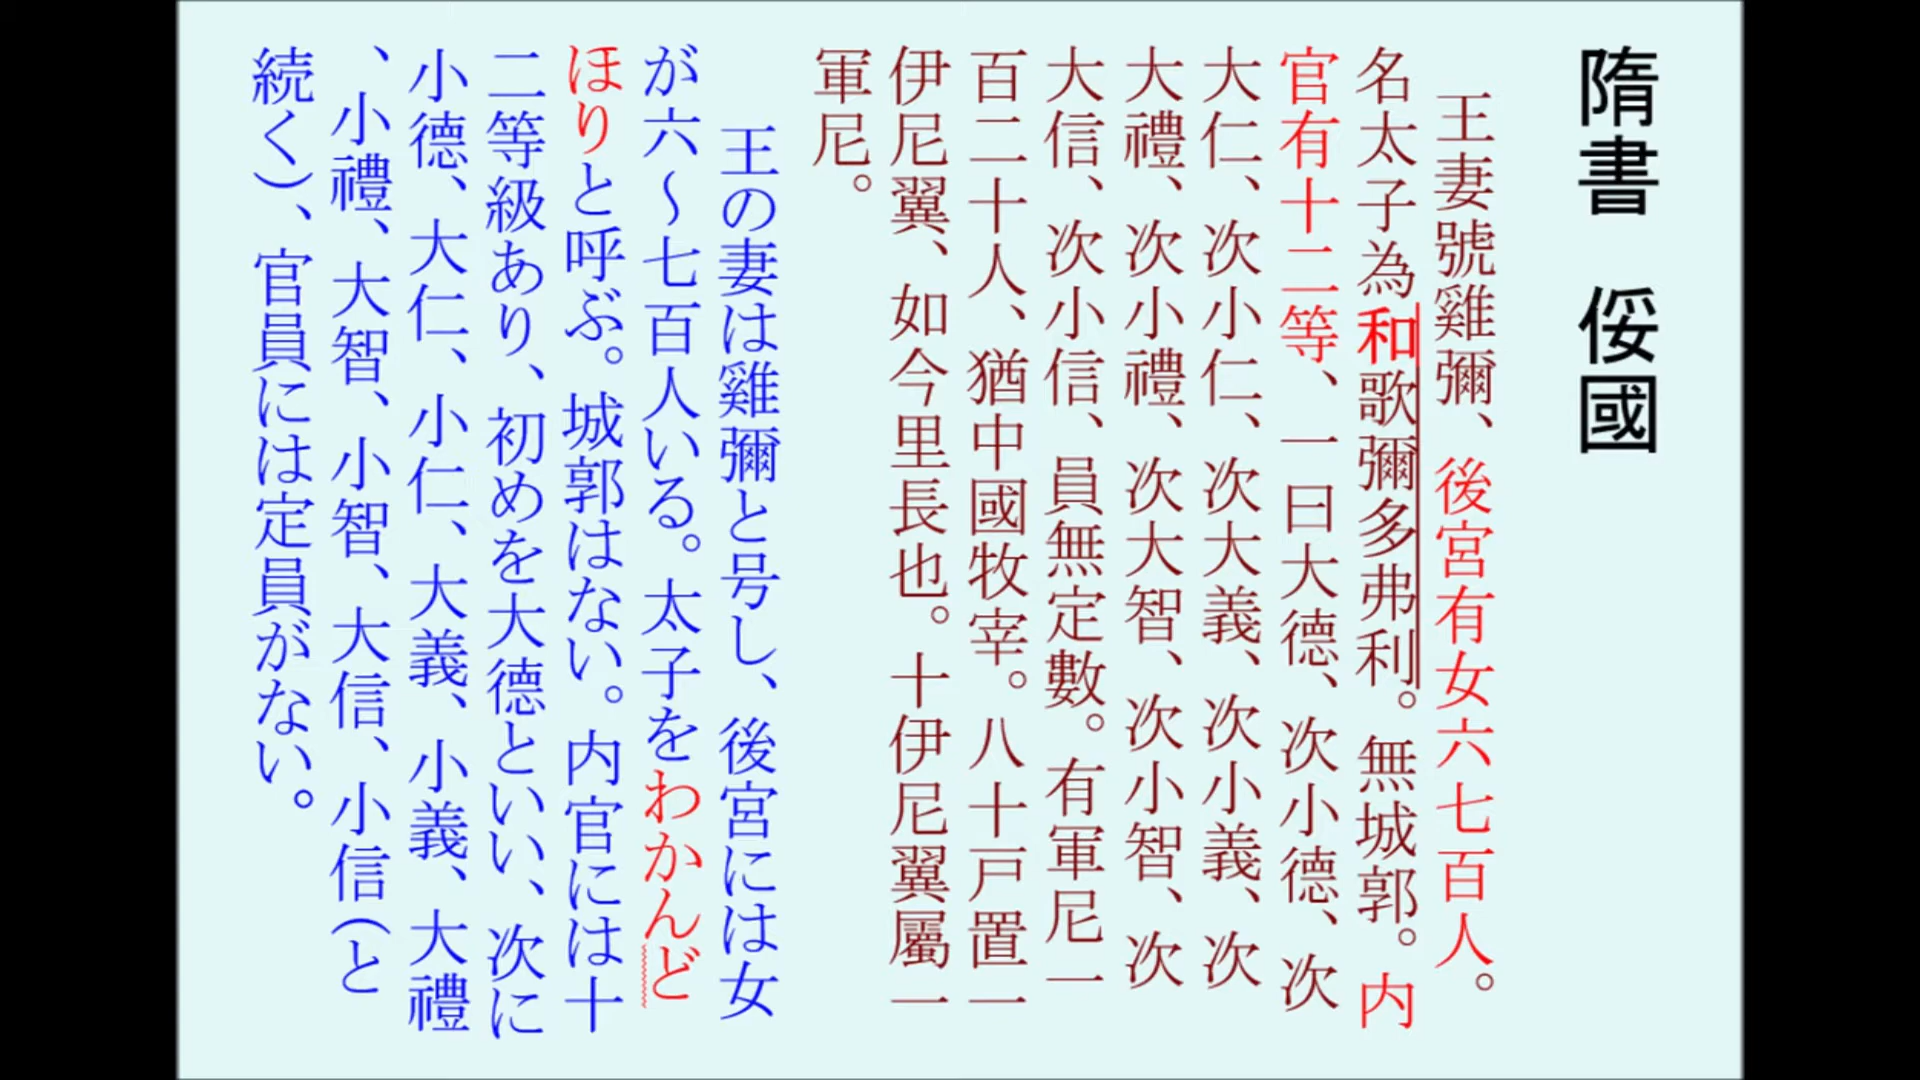 隋書　俀國
王妻號雞彌、後宮有女六七百人。
名太子為和歌彌多弗利。無城郭。内
官有十二等、一曰大德、次小德、次
大仁、次小仁、次大義、次小義、次
大禮、次小禮、次大智、次小智、次
大信、次小信、員無定數。有軍尼一
百二十人、猶中國牧宰。八十戸置一
伊尼翼、如今里長也。十伊尼翼屬一
軍尼。
王の妻は雞彌と号し、後宮には女
が六～七百人いる。太子をわかんど
ほりと呼ぶ。城郭はない。内官には十
二等級あり、初めを大德といい、次に
小德、大仁、小仁、大義、小義、大禮
、小禮、大智、小智、大信、小信(と
続く)、官員には定員がない。